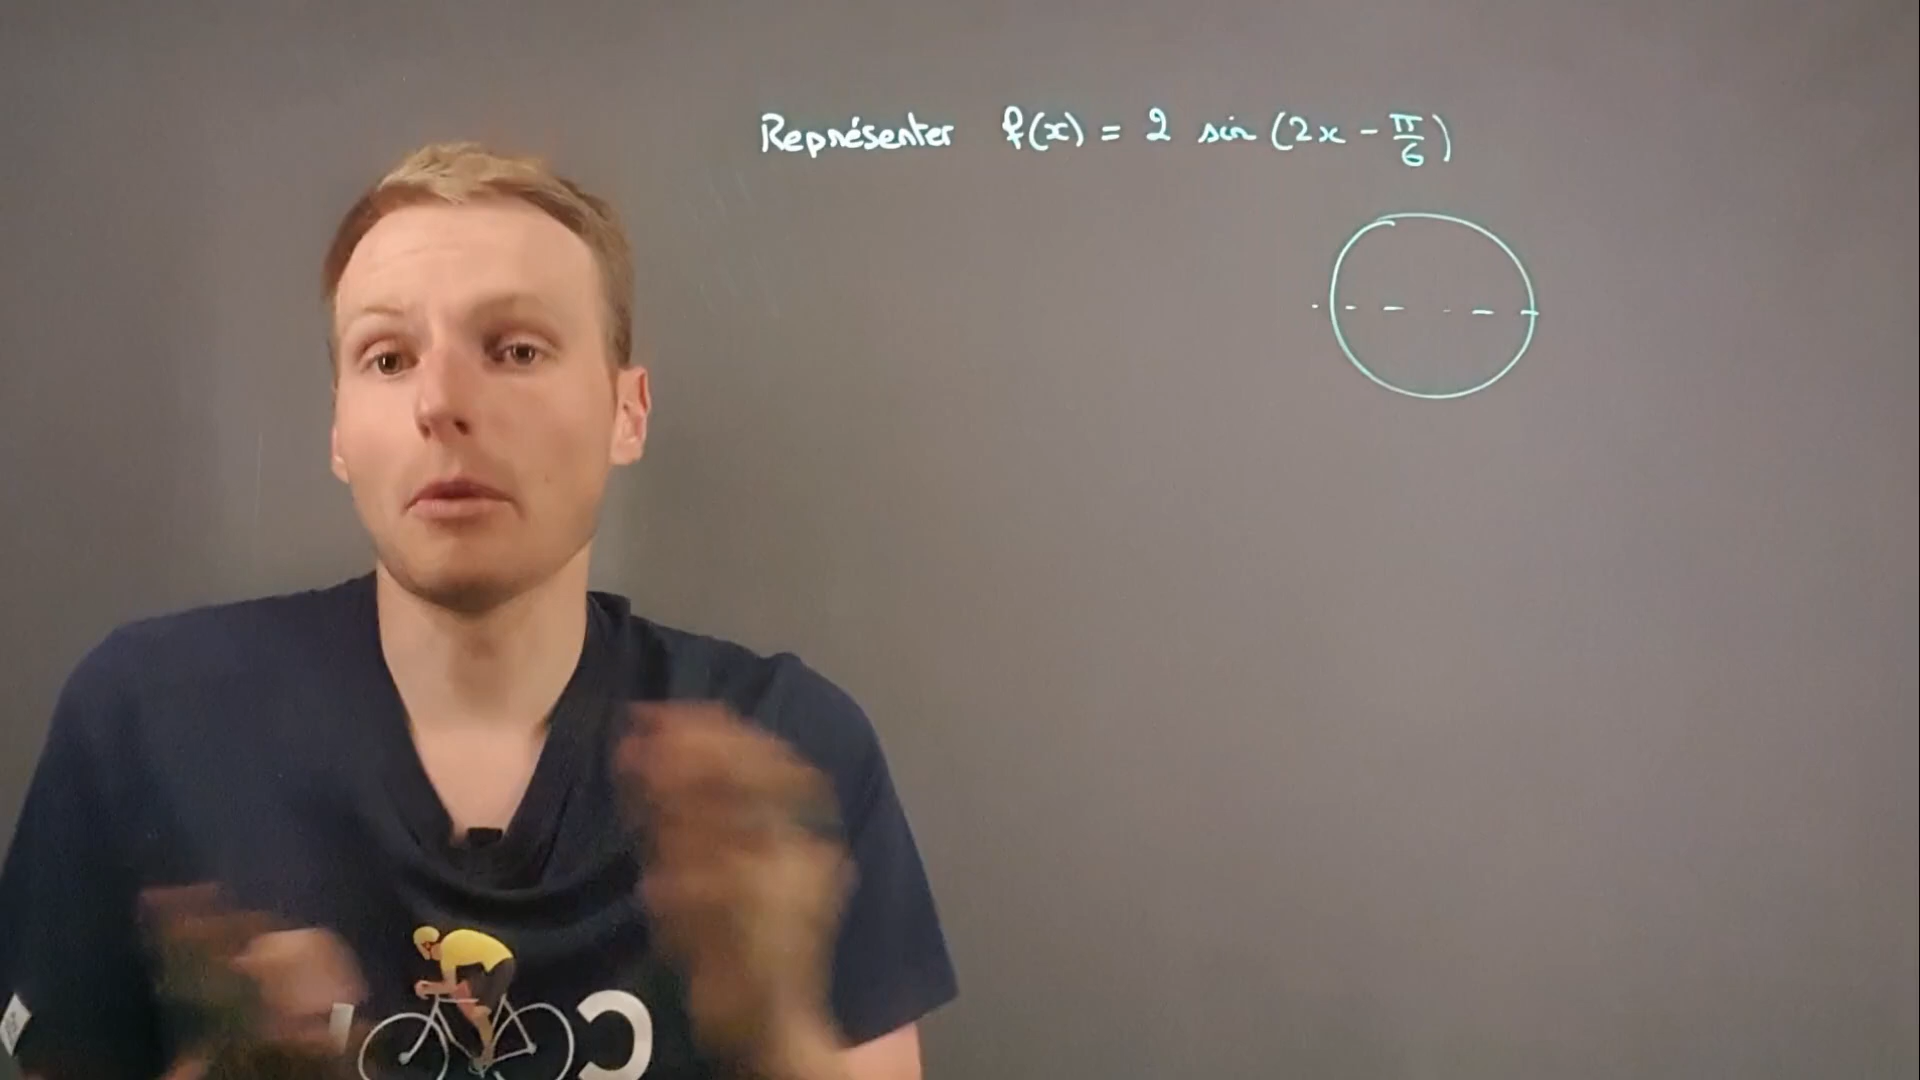 Représenter f(x) = 2 sin (2x - π/6)